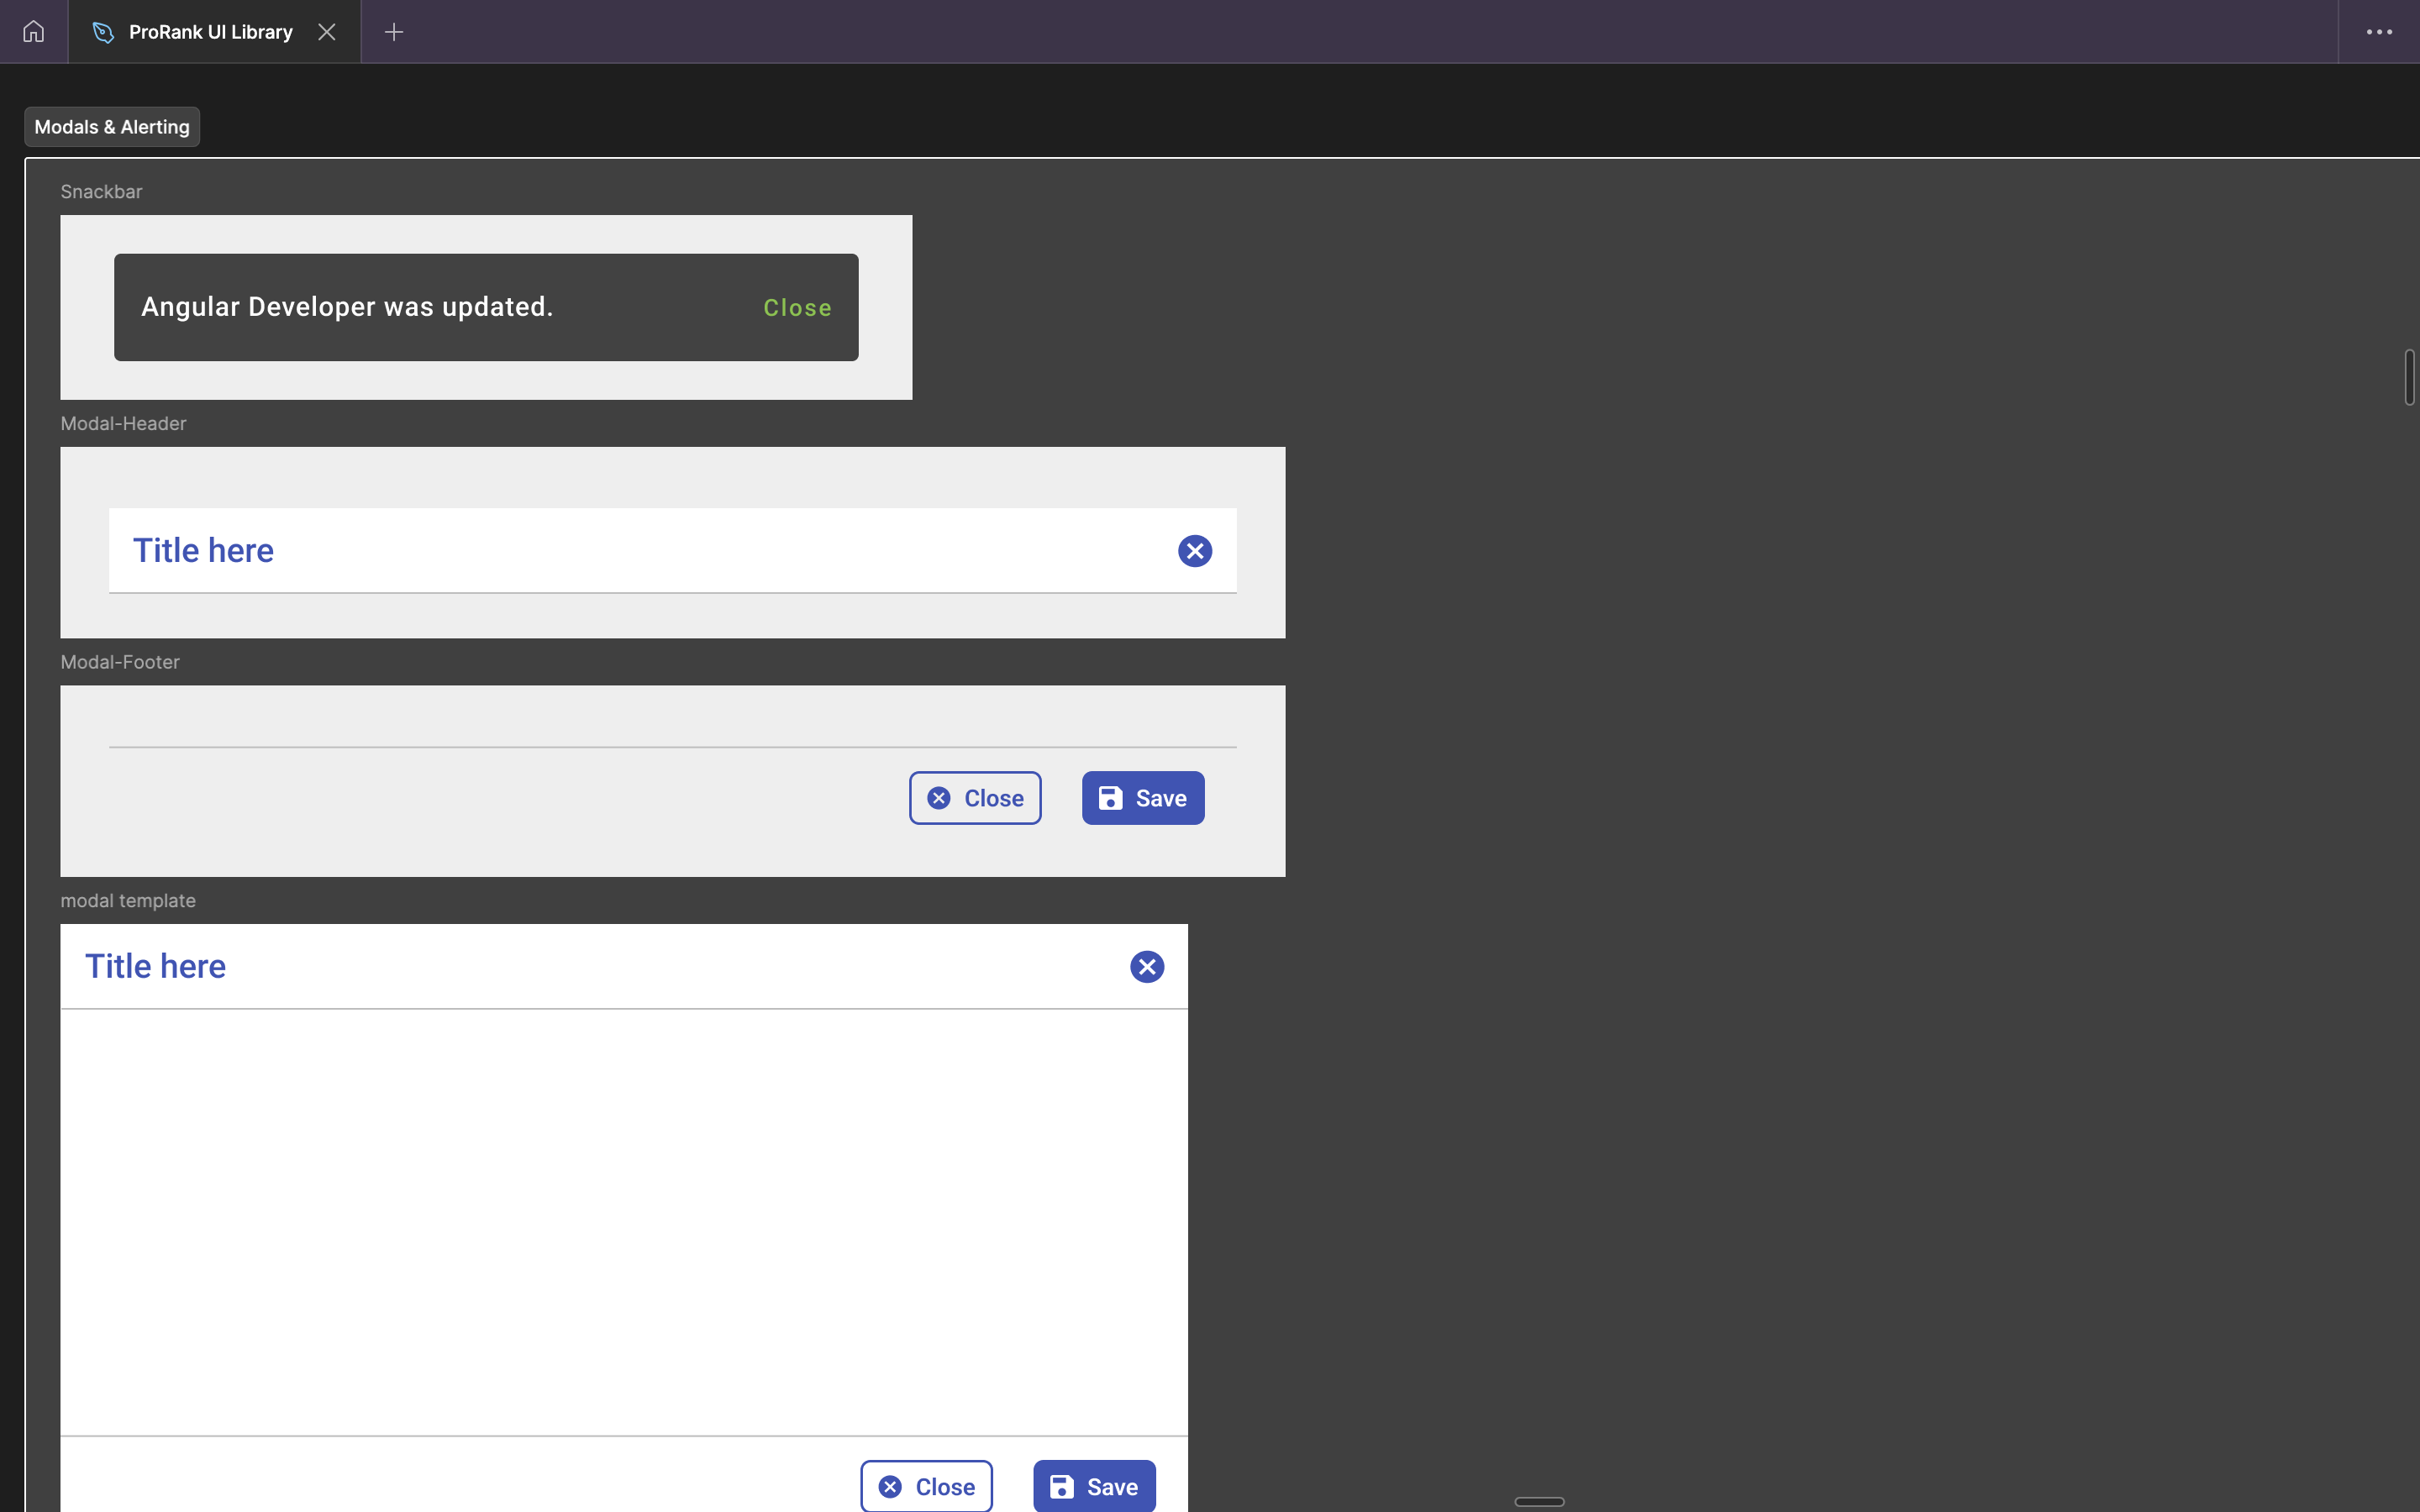 ProRank UI Library
Modals & Alerting
Snackbar
Angular Developer was updated. Close
Modal-Header
Title here
Modal-Footer
Close Save
modal template
Title here
Close Save